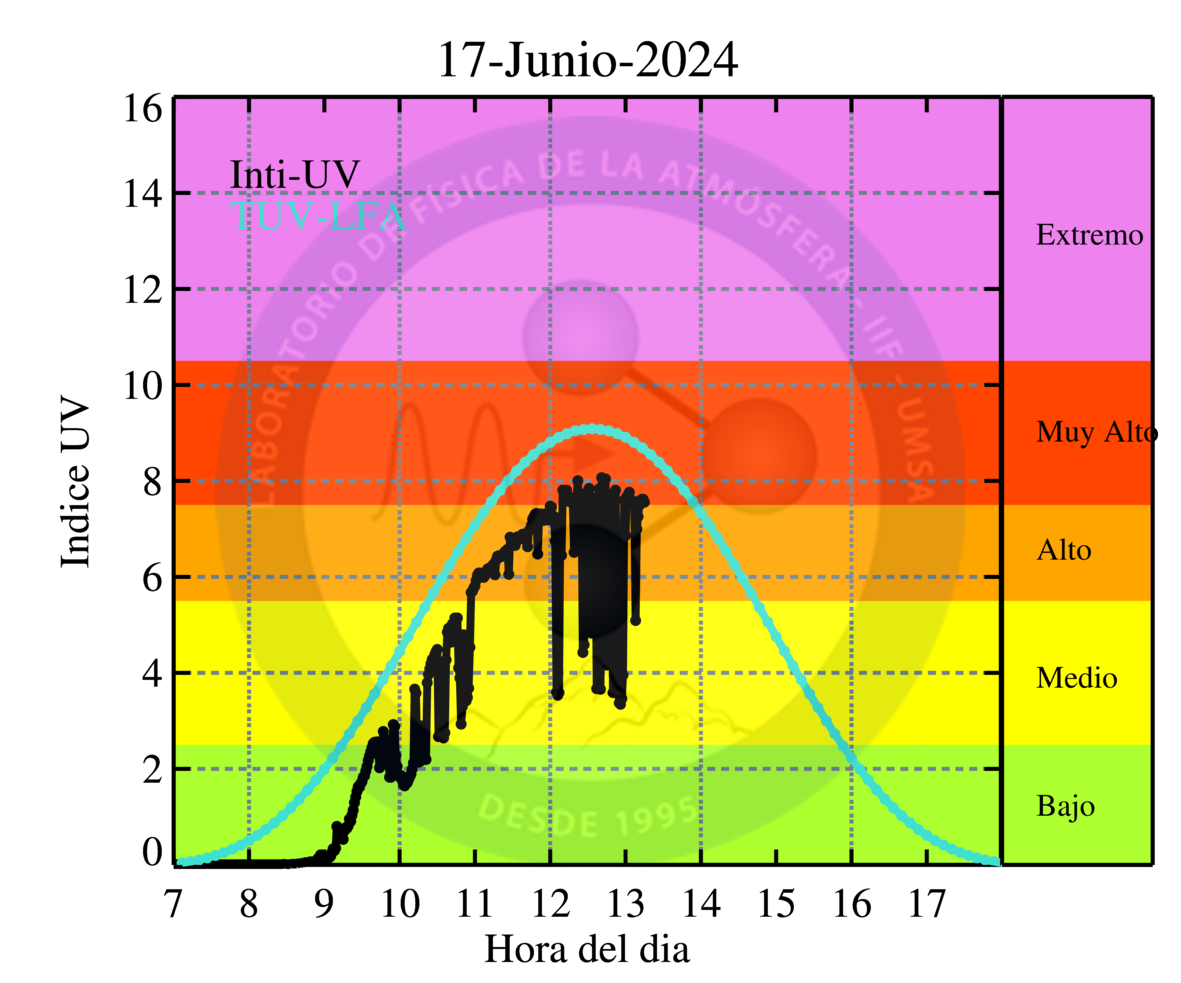 17-Junio-2024
16
14
12
10
8
6
4
2
0
Indice UV
Inti-UV
TUV-LFA
LABORATORIO DE FÍSICA DE LA ATMÓSFERA - IIF - UMSA
DESDE 1995
Extremo
Muy Alto
Alto
Medio
Bajo
7 8 9 10 11 12 13 14 15 16 17
Hora del dia